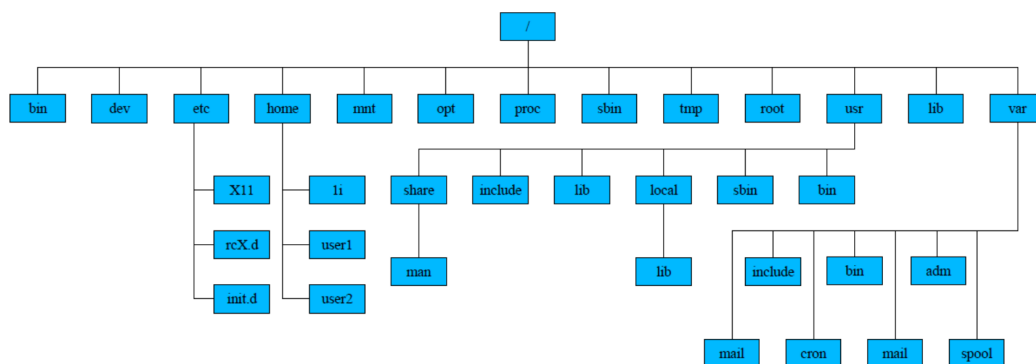 /
bin dev etc home mnt opt proc sbin tmp root usr lib var
X11
rcX.d
init.d
1i
user1
user2
share include lib local sbin bin
man
lib
include bin adm
mail cron mail spool